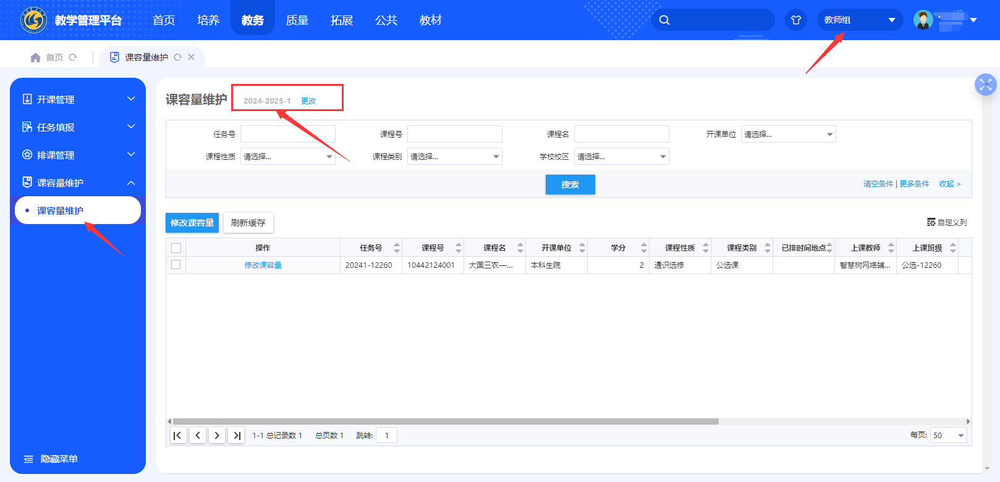 教学管理平台 首页 培养 教务 质量 拓展 公共 教材 教师组
首页 课容量维护
开课管理
任务填报
排课管理
课容量维护
课容量维护
隐藏菜单
课容量维护 2024-2025-1 更改
任务号 课程号 课程名 开课单位 请选择...
课程性质 请选择... 课程类别 请选择... 学校校区 请选择...
搜索 清空条件 | 更多条件 收起 >
修改课容量 刷新缓存 自定义列
操作 任务号 课程号 课程名 开课单位 学分 课程性质 课程类别 已排时间地点 上课教师 上课班级
修改课容量 20241-12260 10442124001 大国三农—... 本科生院 2 通识选修 公选课 智慧树网络辅... 公选-12260
1-1 总记录数 1 总页数 1 跳转: 1 每页: 50